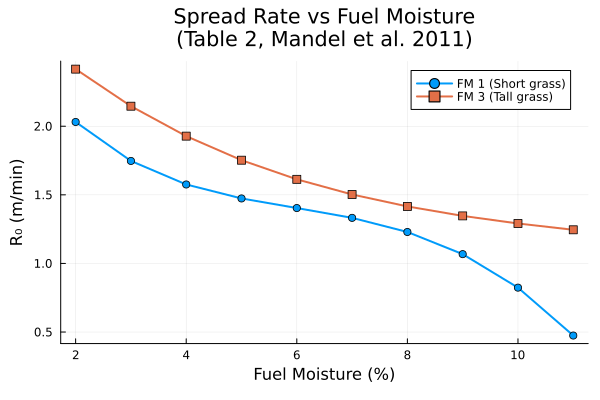 Spread Rate vs Fuel Moisture
(Table 2, Mandel et al. 2011)
FM 1 (Short grass)
FM 3 (Tall grass)
R₀ (m/min)
2.0
1.5
1.0
0.5
2 4 6 8 10
Fuel Moisture (%)